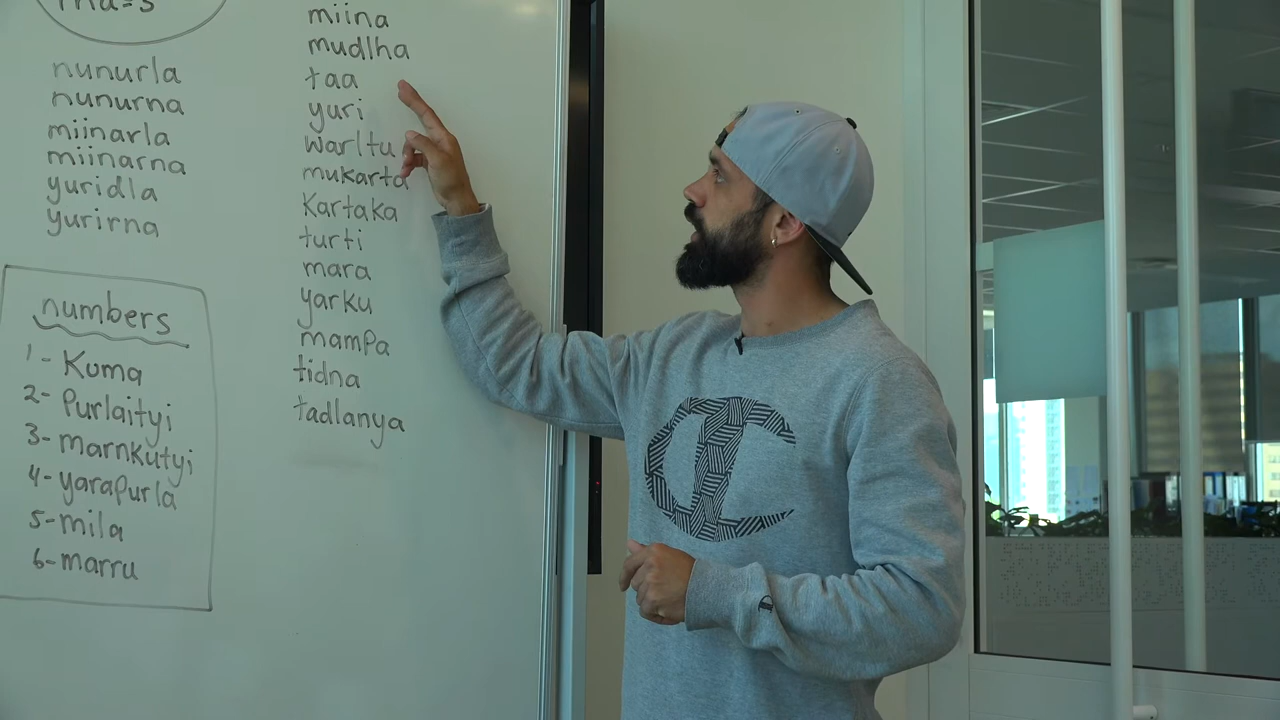 rna = s
nunurla
nunurna
miinarla
miinarna
yuridla
yurirna
numbers
1- Kuma
2- Purlaityi
3- marnkutyi
4- yarapurla
5- mila
6- marru
miina
mudlha
taa
yuri
warltu
mukarta
Kartaka
turti
mara
yarku
mampa
tidna
tadlanya